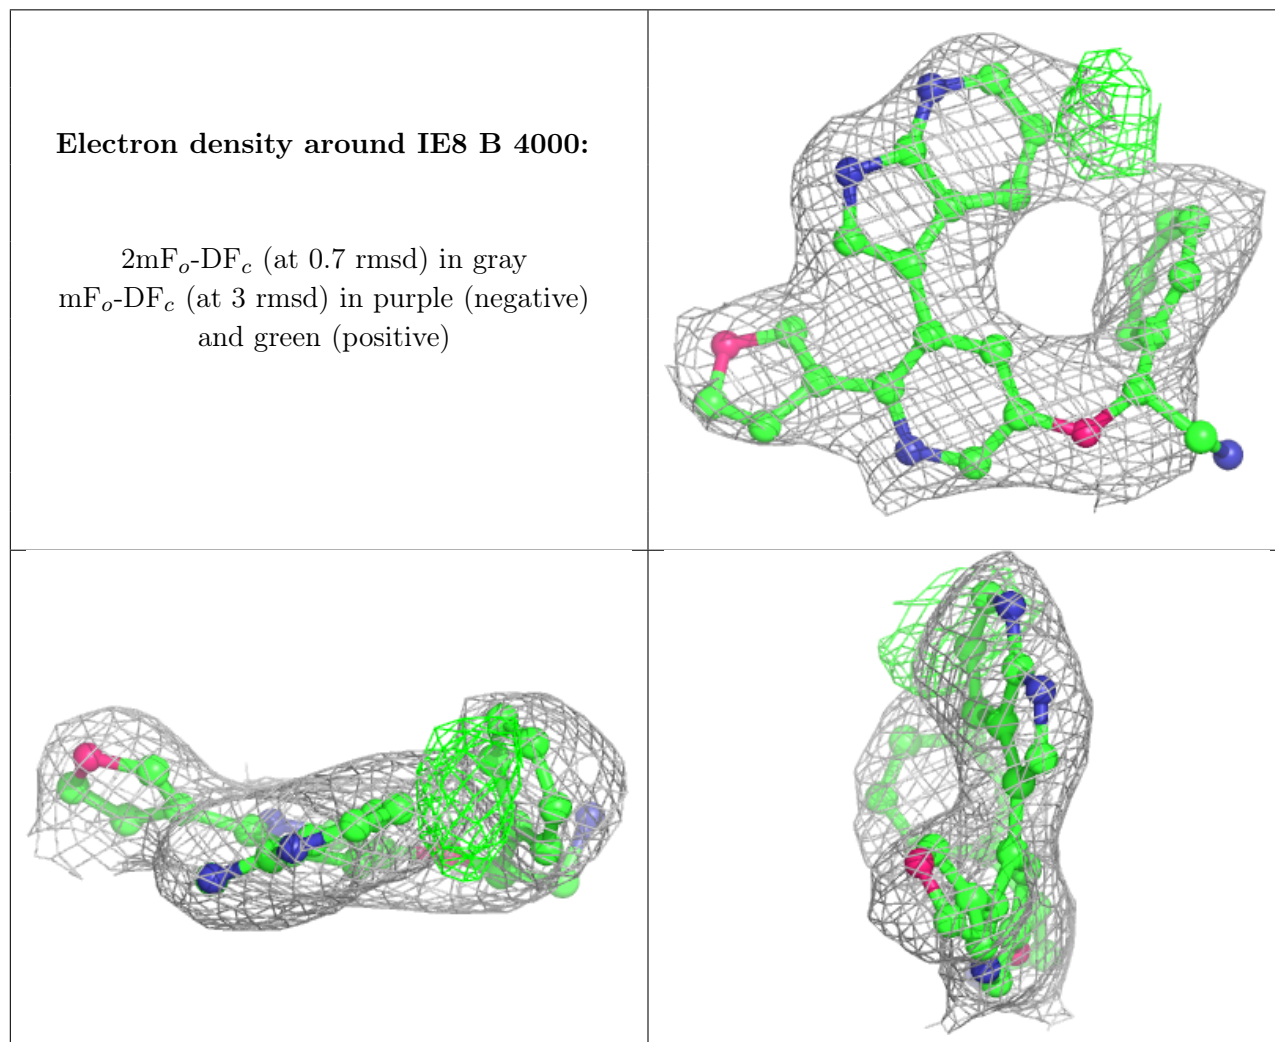 Electron density around IE8 B 4000:
2mFo-DFc (at 0.7 rmsd) in gray
mFo-DFc (at 3 rmsd) in purple (negative)
and green (positive)